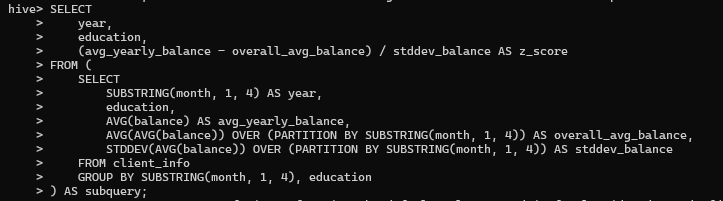 hive> SELECT
    >     year,
    >     education,
    >     (avg_yearly_balance - overall_avg_balance) / stddev_balance AS z_score
    > FROM (
    >     SELECT
    >         SUBSTRING(month, 1, 4) AS year,
    >         education,
    >         AVG(balance) AS avg_yearly_balance,
    >         AVG(AVG(balance)) OVER (PARTITION BY SUBSTRING(month, 1, 4)) AS overall_avg_balance,
    >         STDDEV(AVG(balance)) OVER (PARTITION BY SUBSTRING(month, 1, 4)) AS stddev_balance
    >     FROM client_info
    >     GROUP BY SUBSTRING(month, 1, 4), education
    > ) AS subquery;